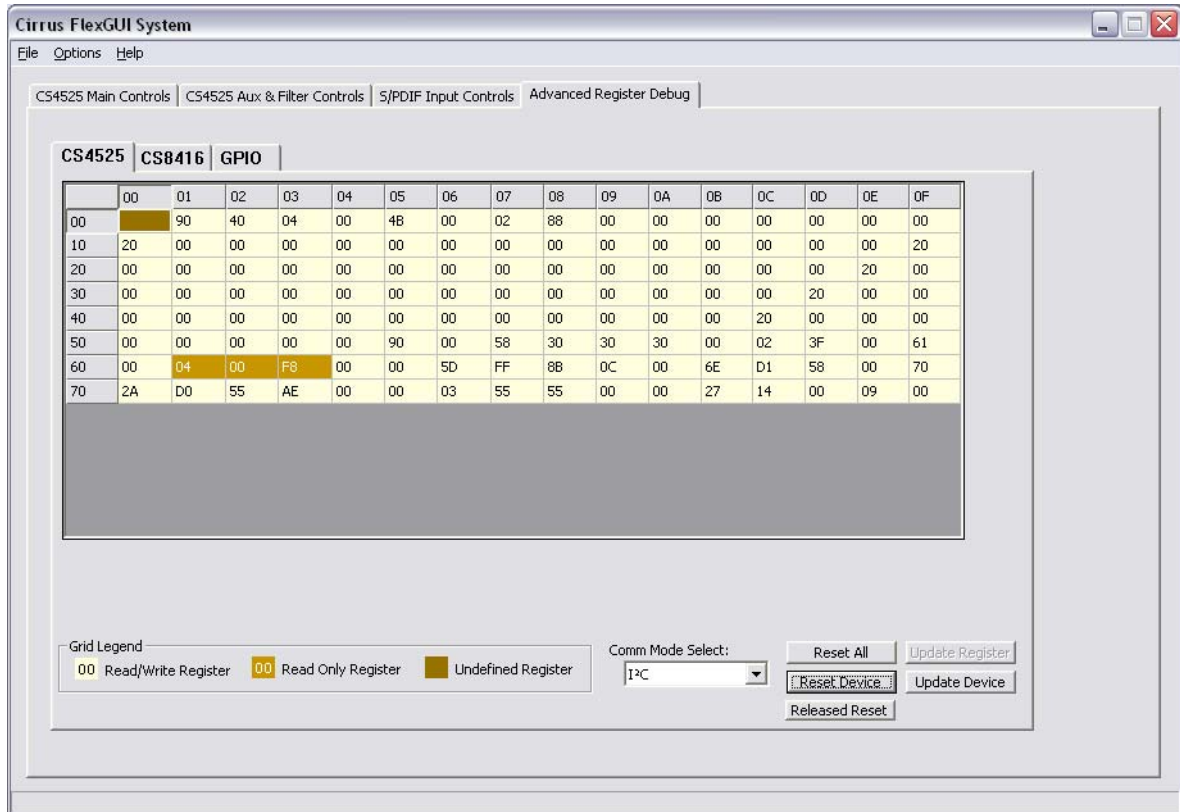 Cirrus FlexGUI System
File Options Help
CS4525 Main Controls CS4525 Aux & Filter Controls S/PDIF Input Controls Advanced Register Debug
CS4525 CS8416 GPIO
00 01 02 03 04 05 06 07 08 09 0A 0B 0C 0D 0E 0F
00 90 40 04 00 4B 00 02 88 00 00 00 00 00 00 00
10 20 00 00 00 00 00 00 00 00 00 00 00 00 00 00 20
20 00 00 00 00 00 00 00 00 00 00 00 00 00 00 20 00
30 00 00 00 00 00 00 00 00 00 00 00 00 00 20 00 00
40 00 00 00 00 00 00 00 00 00 00 00 00 20 00 00 00
50 00 00 00 00 00 90 00 58 30 30 30 00 02 3F 00 61
60 00 04 00 F8 00 00 5D FF 8B 0C 00 6E D1 58 00 70
70 2A D0 55 AE 00 00 03 55 55 00 00 27 14 00 09 00
Grid Legend
00 Read/Write Register 00 Read Only Register Undefined Register
Comm Mode Select:
I²C
Reset All Update Register
Reset Device Update Device
Released Reset